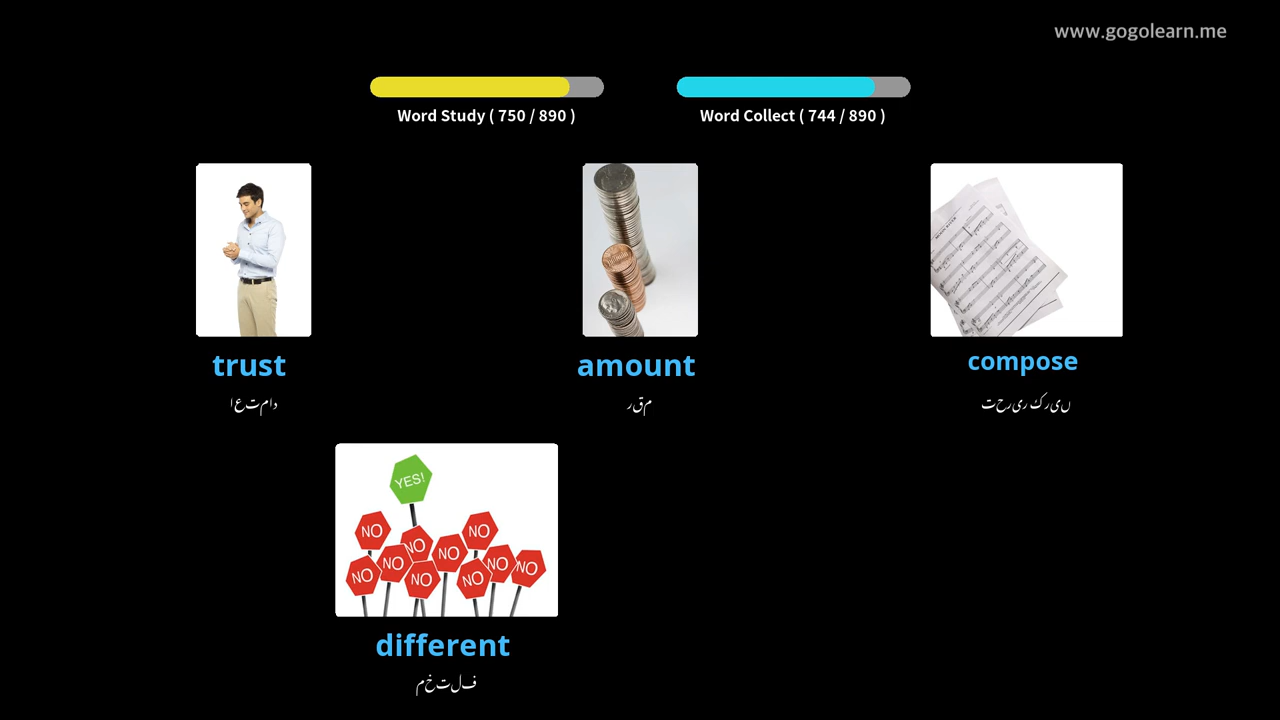 www.gogolearn.me
Word Study ( 750 / 890 )
Word Collect ( 744 / 890 )
trust
amount
compose
اعتماد
رقم
تحریر کریں
YES!
NO
NO
NO
NO
NO
NO
NO
NO
NO
NO
different
مختلف